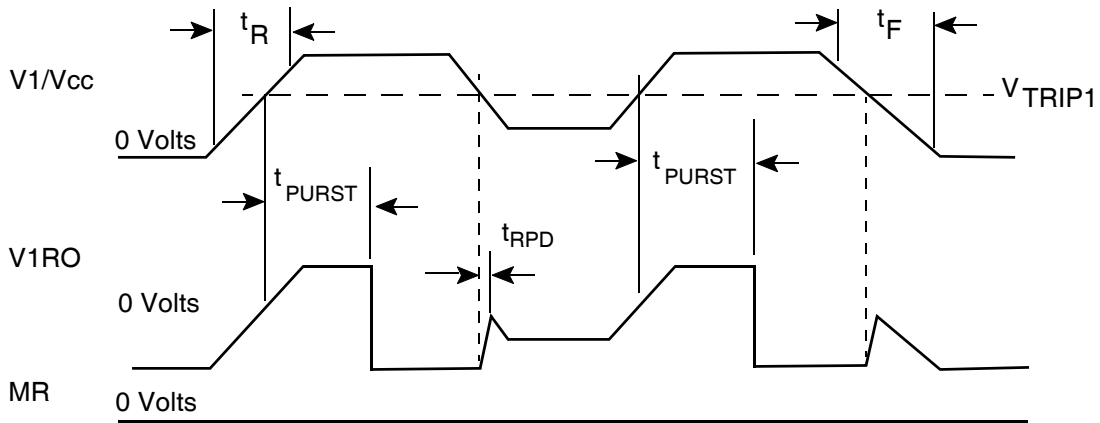 tR
tF
V1/Vcc
VTRIP1
0 Volts
tPURST
tPURST
tRPD
V1RO
0 Volts
MR
0 Volts